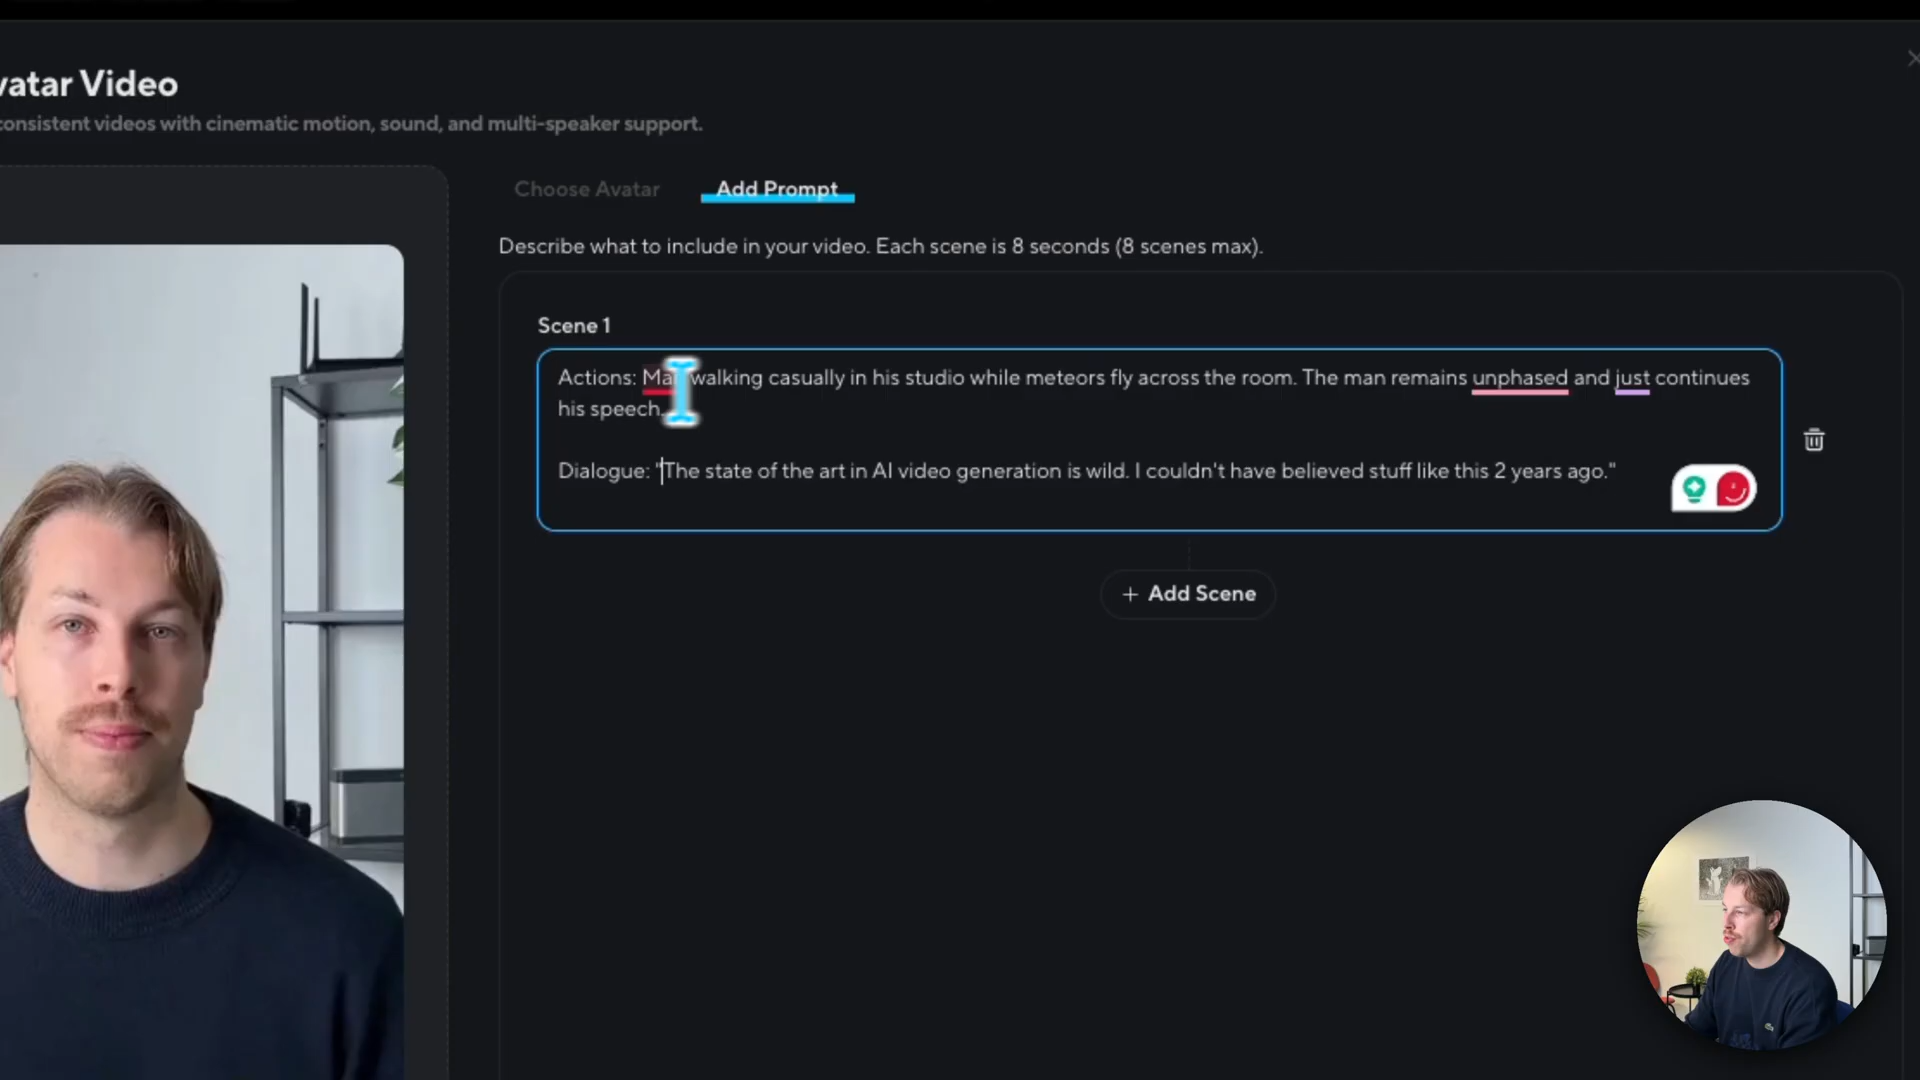 vatar Video
consistent videos with cinematic motion, sound, and multi-speaker support.
Choose Avatar
Add Prompt
Describe what to include in your video. Each scene is 8 seconds (8 scenes max).
Scene 1
Actions: Man walking casually in his studio while meteors fly across the room. The man remains unphased and just continues
his speech.
Dialogue: "The state of the art in AI video generation is wild. I couldn't have believed stuff like this 2 years ago."
+ Add Scene